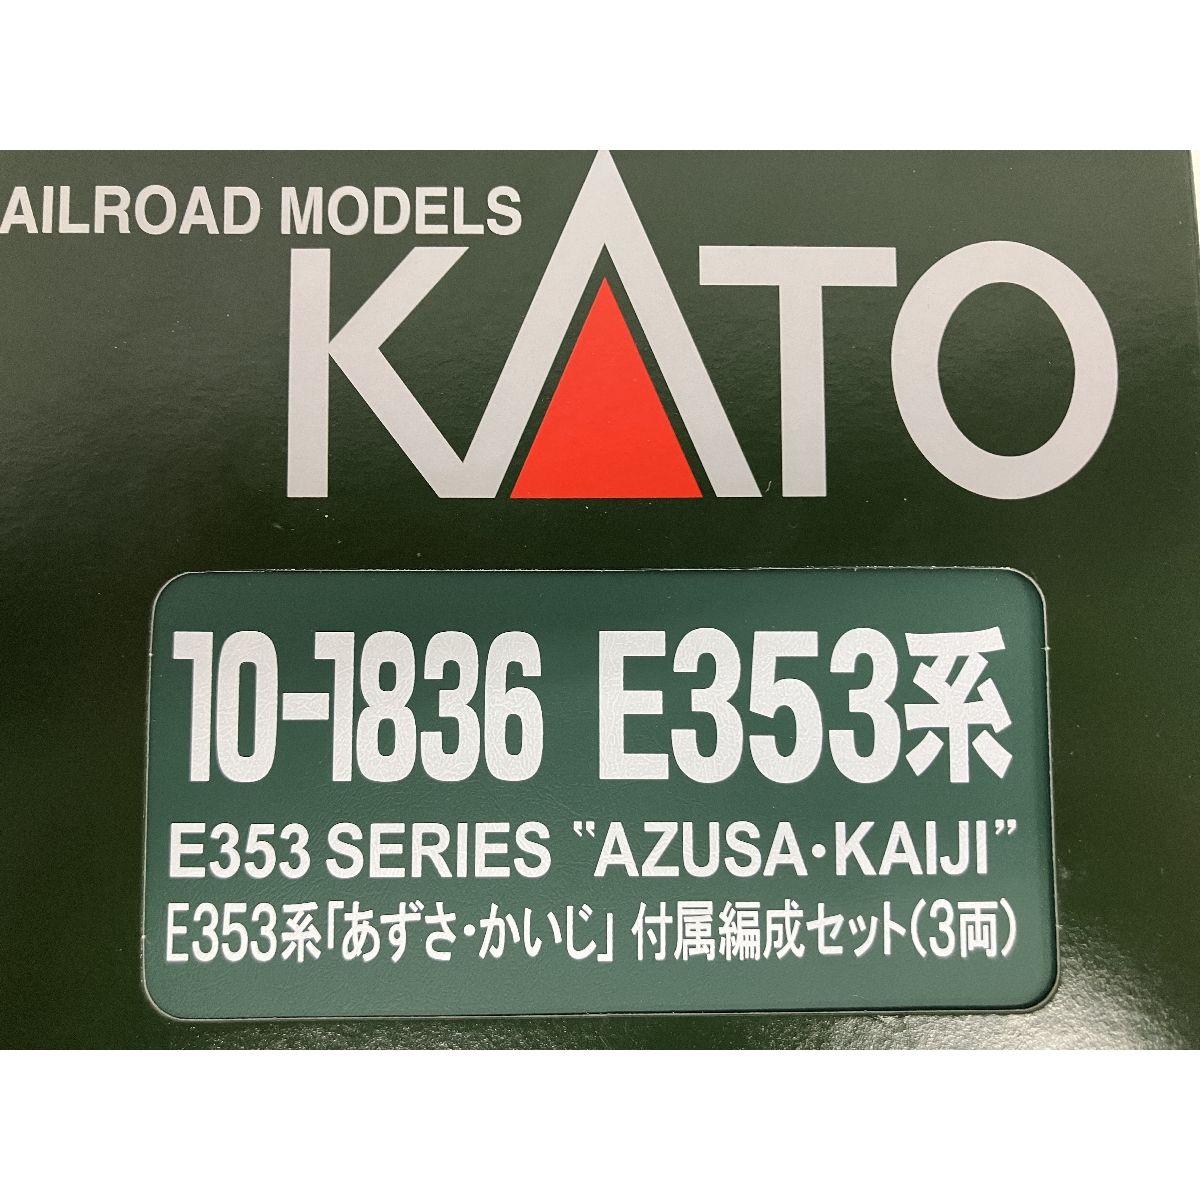 AILROAD MODELS
KATO
10-1836 E353系
E353 SERIES "AZUSA・KAIJI"
E353系「あずさ・かいじ」付属編成セット(3両)